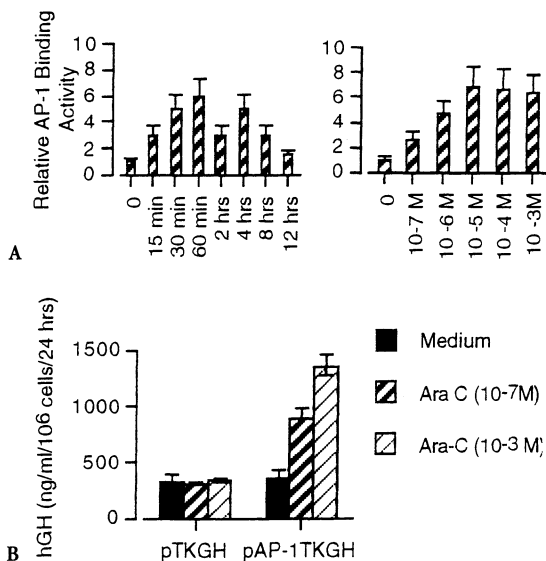 Relative AP-1 Binding
Activity
10
8
6
4
2
0
0
15 min
30 min
60 min
2 hrs
4 hrs
8 hrs
12 hrs
10
8
6
4
2
0
0
10 -7 M
10 -6 M
10 -5 M
10 -4 M
10 -3M
A
hGH (ng/ml/10⁶ cells/24 hrs)
1500
1000
500
0
pTKGH pAP-1TKGH
Medium
Ara C (10-7M)
Ara-C (10-3 M)
B